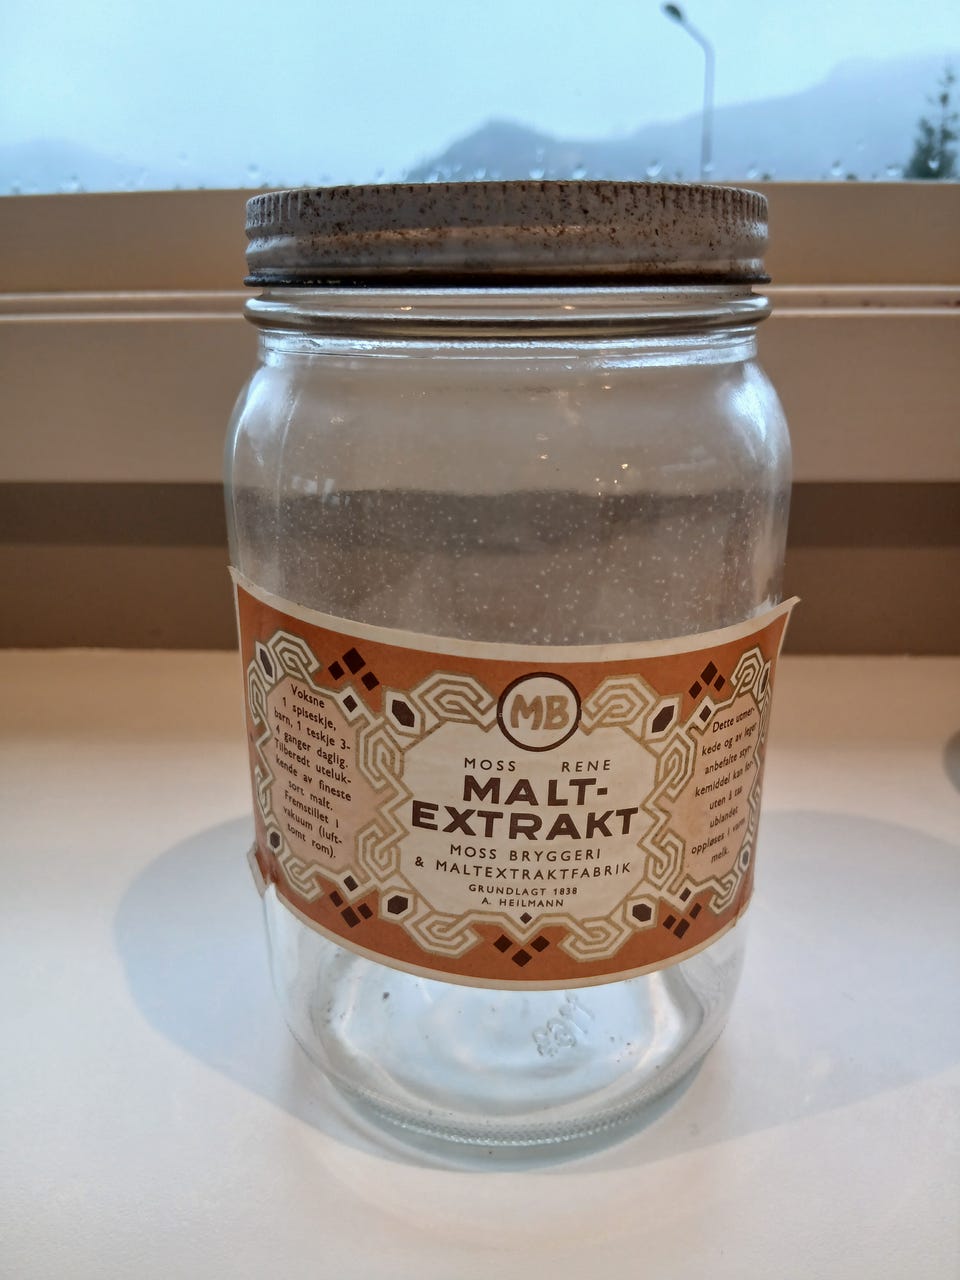 Voksne
1 spiseskje,
barn, 1 teskje 3-
4 ganger daglig.
Tilberedt uteluk-
kende av fineste
sort malt.
Fremstillet i
vakuum (luft-
tomt rom).
MB
MOSS RENE
MALT-
EXTRAKT
MOSS BRYGGERI
& MALTEXTRAKTFABRIK
GRUNDLAGT 1838
A. HEILMANN
Dette utmer-
kede og av leger
anbefalte styr-
kemiddel kan for-
uten å taa
ublandet
oppløses i varm
melk.